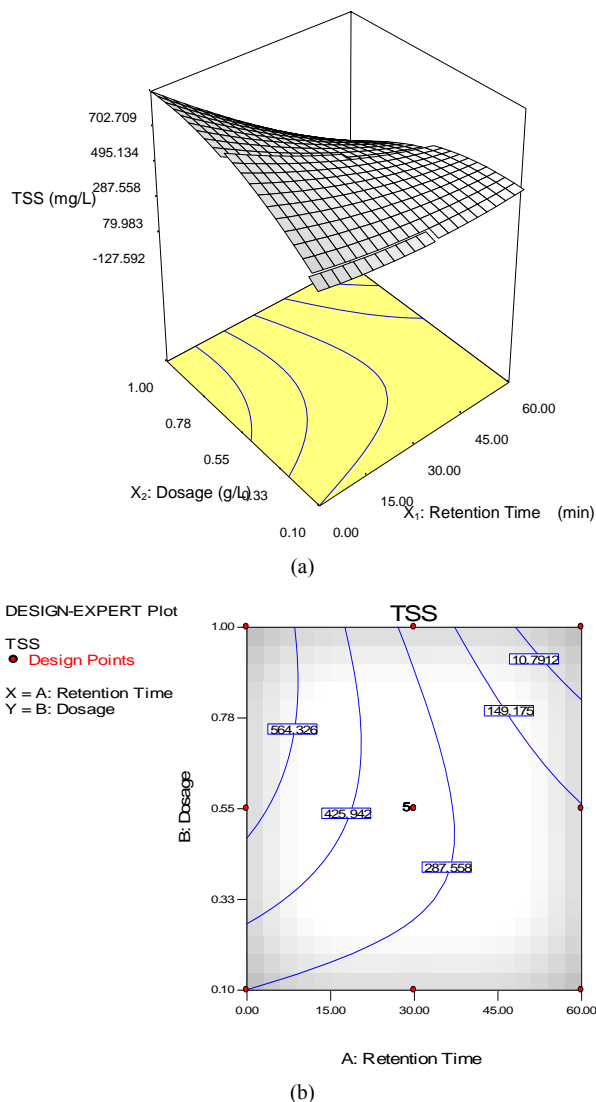 702.709
495.134
287.558
TSS (mg/L)
79.983
-127.592
1.00
0.78
0.55
0.33
0.10
X₂: Dosage (g/L)
60.00
45.00
30.00
15.00
0.00
X₁: Retention Time (min)
(a)
DESIGN-EXPERT Plot
TSS
Design Points
X = A: Retention Time
Y = B: Dosage
TSS
1.00
0.78
0.55
0.33
0.10
B: Dosage
10.7912
149.175
564.326
425.942
5
287.558
0.00
15.00
30.00
45.00
60.00
A: Retention Time
(b)